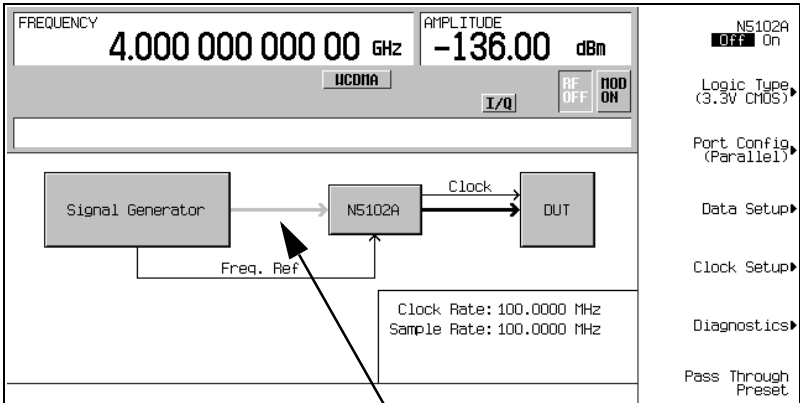 FREQUENCY
4.000 000 000 00 GHz
AMPLITUDE
-136.00 dBm
WCDMA
I/Q
RF
OFF
MOD
ON
Signal Generator
N5102A
Clock
DUT
Freq. Ref
Clock Rate: 100.0000 MHz
Sample Rate: 100.0000 MHz
N5102A
Off On
Logic Type
(3.3V CMOS)
Port Config
(Parallel)
Data Setup
Clock Setup
Diagnostics
Pass Through
Preset